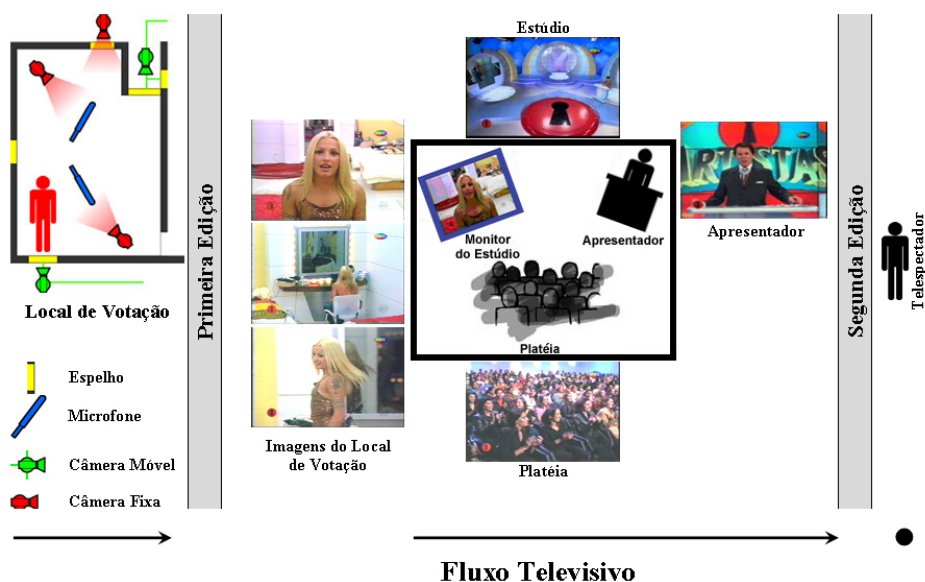 Estúdio
Primeira Edição
Segunda Edição
Monitor
do Estúdio
Apresentador
Apresentador
Telespectador
Local de Votação
Platéia
Espelho
Microfone
Imagens do Local
de Votação
Platéia
Câmera Móvel
Câmera Fixa
Fluxo Televisivo